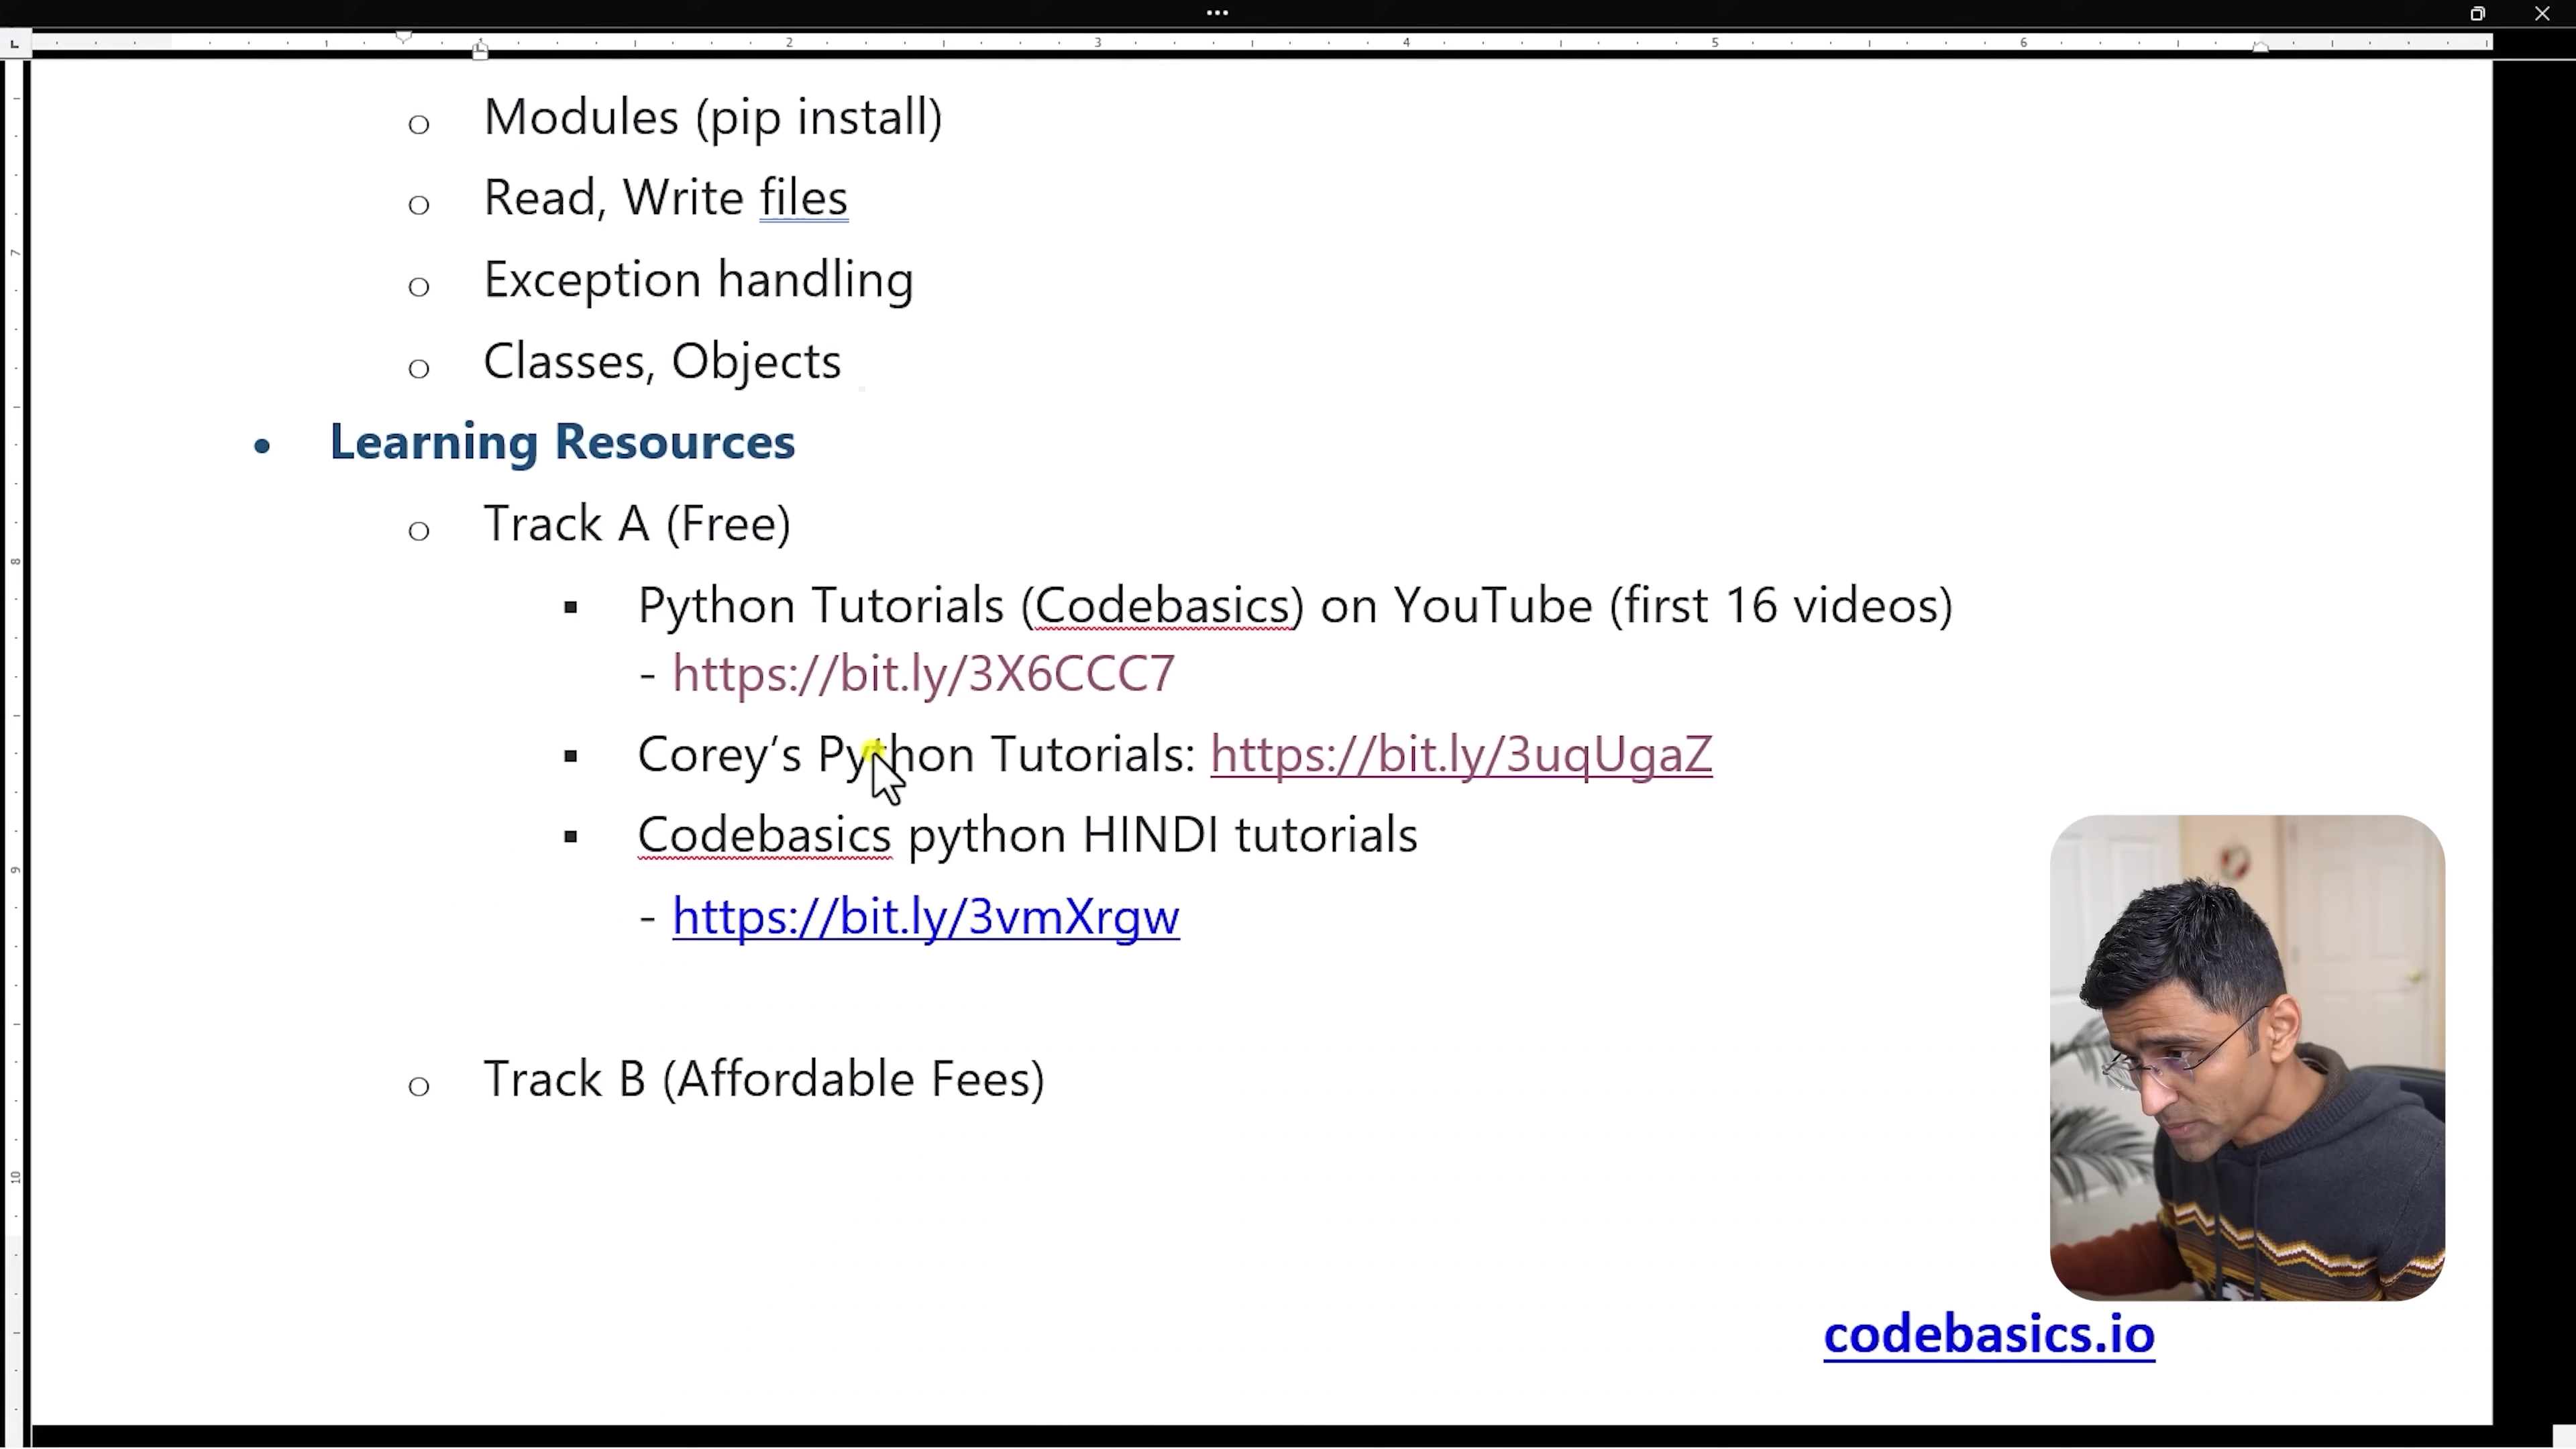 Modules (pip install)
Read, Write files
Exception handling
Classes, Objects
Learning Resources
Track A (Free)
Python Tutorials (Codebasics) on YouTube (first 16 videos)
- https://bit.ly/3X6CCC7
Corey’s Python Tutorials: https://bit.ly/3uqUgaZ
Codebasics python HINDI tutorials
- https://bit.ly/3vmXrgw
Track B (Affordable Fees)
codebasics.io